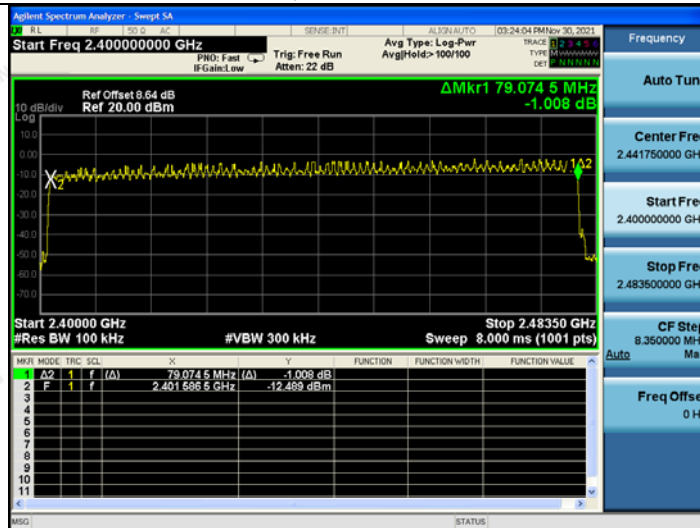 Agilent Spectrum Analyzer - Swept SA
RL RF 50 Ω AC SENSE:INT ALIGN AUTO 03:24:04 PM Nov 30, 2021
Start Freq 2.400000000 GHz
PNO: Fast
IFGain:Low
Trig: Free Run
Atten: 22 dB
Avg Type: Log-Pwr
Avg|Hold:> 100/100
TRACE 1 2 3 4 5 6
TYPE M
DET P N N N N N
Ref Offset 8.64 dB
Ref 20.00 dBm
10 dB/div
Log
ΔMkr1 79.074 5 MHz
-1.008 dB
10.0
0.00
-10.0
-20.0
-30.0
-40.0
-50.0
-60.0
-70.0
2
1Δ2
Start 2.40000 GHz
Stop 2.48350 GHz
#Res BW 100 kHz
#VBW 300 kHz
Sweep 8.000 ms (1001 pts)
MKR MODE TRC SCL X Y FUNCTION FUNCTION WIDTH FUNCTION VALUE
1 Δ2 1 f (Δ) 79.074 5 MHz (Δ) -1.008 dB
2 F 1 f 2.401 586 5 GHz -12.489 dBm
3
4
5
6
7
8
9
10
11
MSG
STATUS
Frequency
Auto Tun
Center Fre
2.441750000 GH
Start Fre
2.400000000 GH
Stop Fre
2.483500000 GH
CF Ste
8.350000 MH
Auto Ma
Freq Offse
0 H